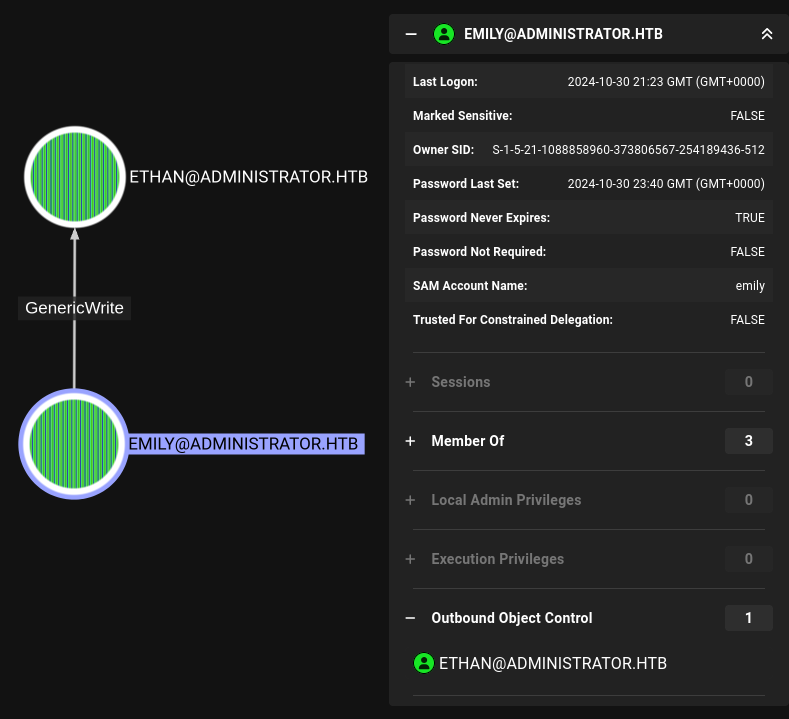 ETHAN@ADMINISTRATOR.HTB
GenericWrite
EMILY@ADMINISTRATOR.HTB
EMILY@ADMINISTRATOR.HTB
Last Logon: 2024-10-30 21:23 GMT (GMT+0000)
Marked Sensitive: FALSE
Owner SID: S-1-5-21-1088858960-373806567-254189436-512
Password Last Set: 2024-10-30 23:40 GMT (GMT+0000)
Password Never Expires: TRUE
Password Not Required: FALSE
SAM Account Name: emily
Trusted For Constrained Delegation: FALSE
Sessions 0
Member Of 3
Local Admin Privileges 0
Execution Privileges 0
Outbound Object Control 1
ETHAN@ADMINISTRATOR.HTB